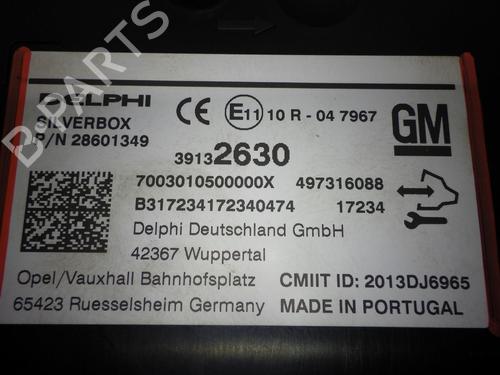 DELPHI
SILVERBOX
P/N 28601349
CE E11 10 R - 04 7967
GM
39132630
7003010500000X 497316088
B317234172340474 17234
Delphi Deutschland GmbH
42367 Wuppertal
Opel/Vauxhall Bahnhofsplatz CMIIT ID: 2013DJ6965
65423 Ruesselsheim Germany MADE IN PORTUGAL
B-PARTS